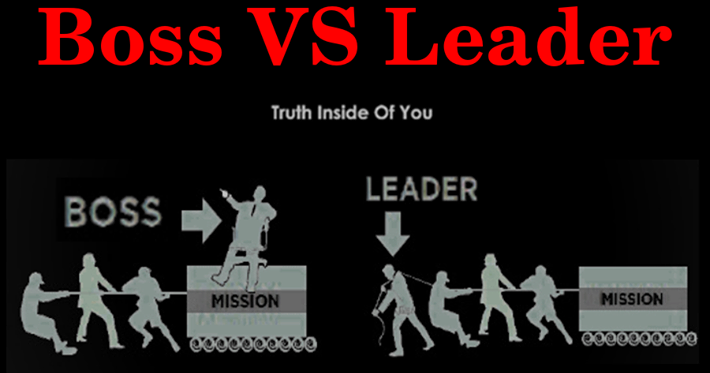 Boss VS Leader
Truth Inside Of You
BOSS
MISSION
LEADER
MISSION